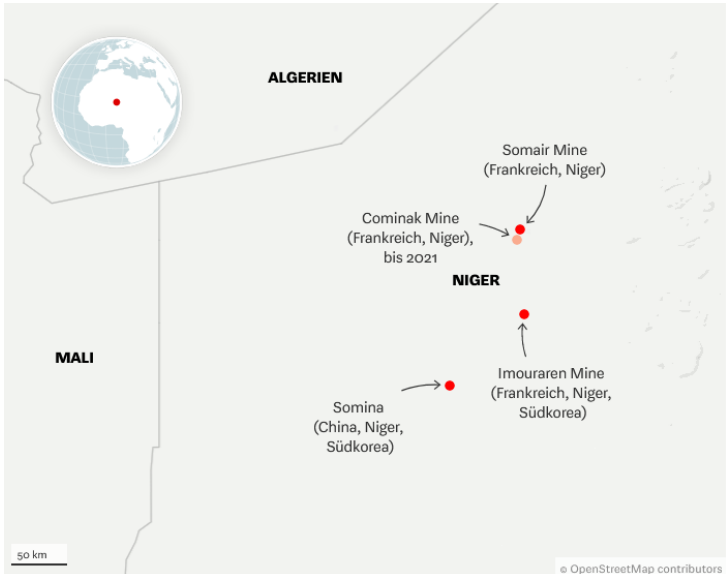 ALGERIEN
Somair Mine
(Frankreich, Niger)
Cominak Mine
(Frankreich, Niger),
bis 2021
NIGER
MALI
Imouraren Mine
(Frankreich, Niger,
Südkorea)
Somina
(China, Niger,
Südkorea)
50 km
© OpenStreetMap contributors